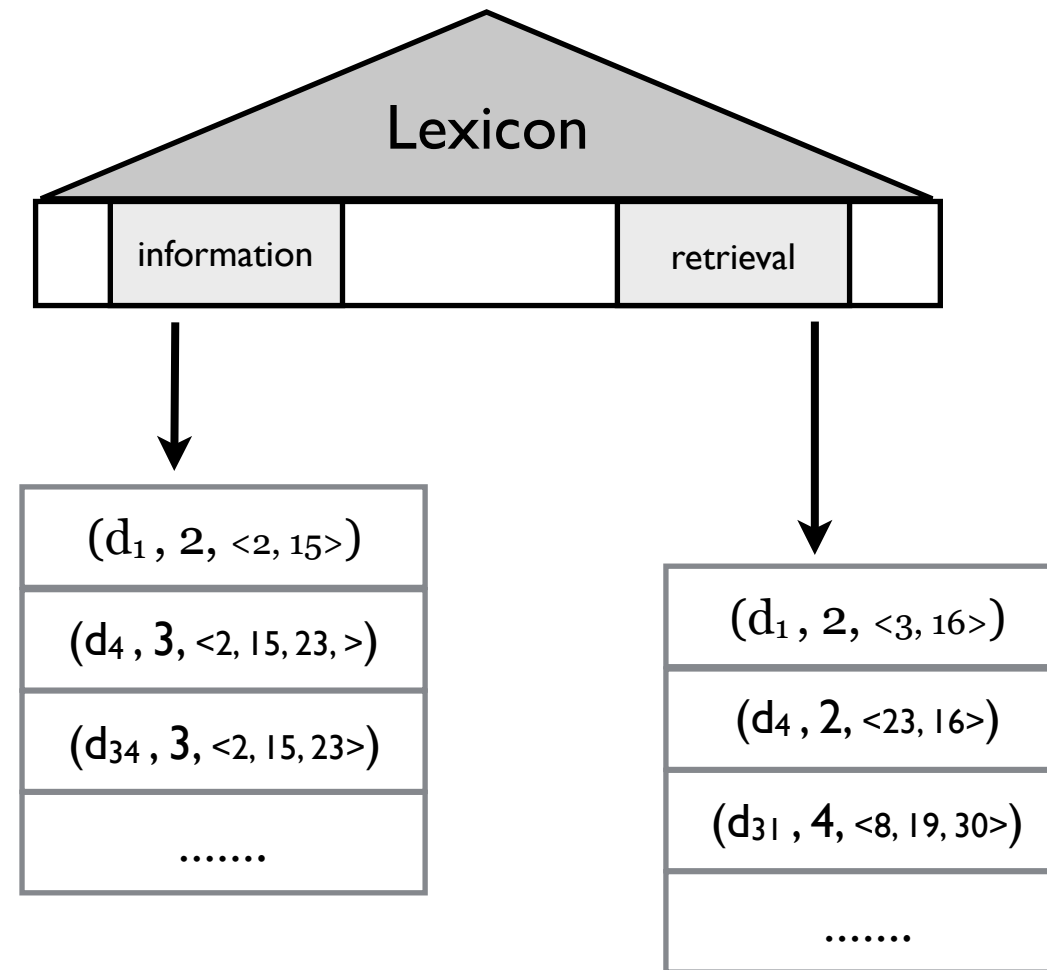 Lexicon
information
retrieval
(d₁ , 2, <2, 15>)
(d₄ , 3, <2, 15, 23, >)
(d₃₄ , 3, <2, 15, 23>)
.......
(d₁ , 2, <3, 16>)
(d₄ , 2, <23, 16>)
(d₃₁ , 4, <8, 19, 30>)
.......